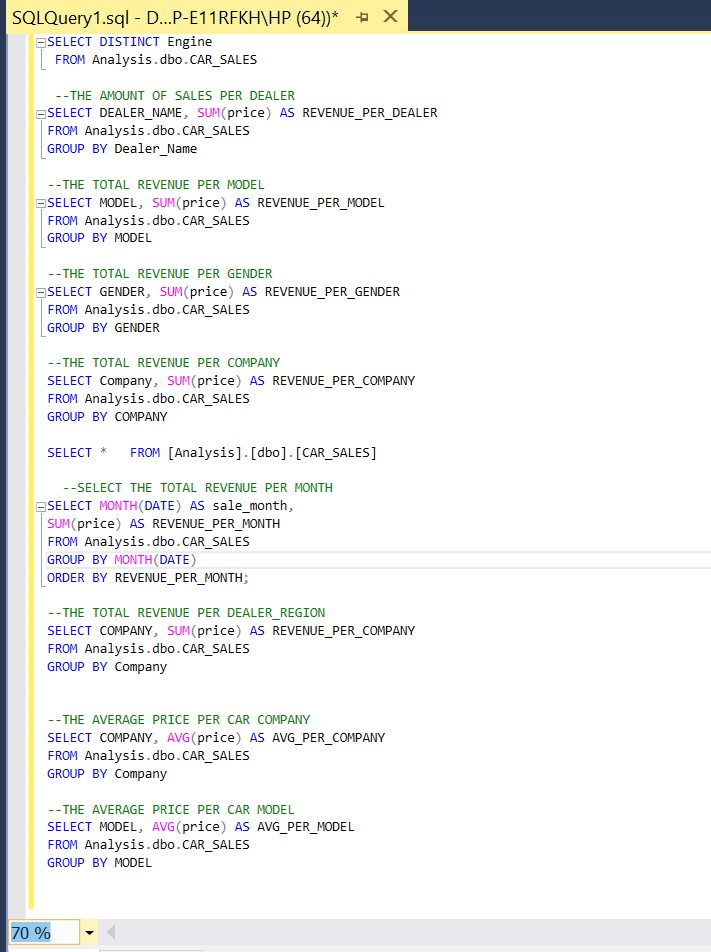 SQLQuery1.sql - D...P-E11RFKH\HP (64))*
SELECT DISTINCT Engine
FROM Analysis.dbo.CAR_SALES
--THE AMOUNT OF SALES PER DEALER
SELECT DEALER_NAME, SUM(price) AS REVENUE_PER_DEALER
FROM Analysis.dbo.CAR_SALES
GROUP BY Dealer_Name
--THE TOTAL REVENUE PER MODEL
SELECT MODEL, SUM(price) AS REVENUE_PER_MODEL
FROM Analysis.dbo.CAR_SALES
GROUP BY MODEL
--THE TOTAL REVENUE PER GENDER
SELECT GENDER, SUM(price) AS REVENUE_PER_GENDER
FROM Analysis.dbo.CAR_SALES
GROUP BY GENDER
--THE TOTAL REVENUE PER COMPANY
SELECT Company, SUM(price) AS REVENUE_PER_COMPANY
FROM Analysis.dbo.CAR_SALES
GROUP BY COMPANY
SELECT *   FROM [Analysis].[dbo].[CAR_SALES]
--SELECT THE TOTAL REVENUE PER MONTH
SELECT MONTH(DATE) AS sale_month,
SUM(price) AS REVENUE_PER_MONTH
FROM Analysis.dbo.CAR_SALES
GROUP BY MONTH(DATE)
ORDER BY REVENUE_PER_MONTH;
--THE TOTAL REVENUE PER DEALER_REGION
SELECT COMPANY, SUM(price) AS REVENUE_PER_COMPANY
FROM Analysis.dbo.CAR_SALES
GROUP BY Company
--THE AVERAGE PRICE PER CAR COMPANY
SELECT COMPANY, AVG(price) AS AVG_PER_COMPANY
FROM Analysis.dbo.CAR_SALES
GROUP BY Company
--THE AVERAGE PRICE PER CAR MODEL
SELECT MODEL, AVG(price) AS AVG_PER_MODEL
FROM Analysis.dbo.CAR_SALES
GROUP BY MODEL
70 %